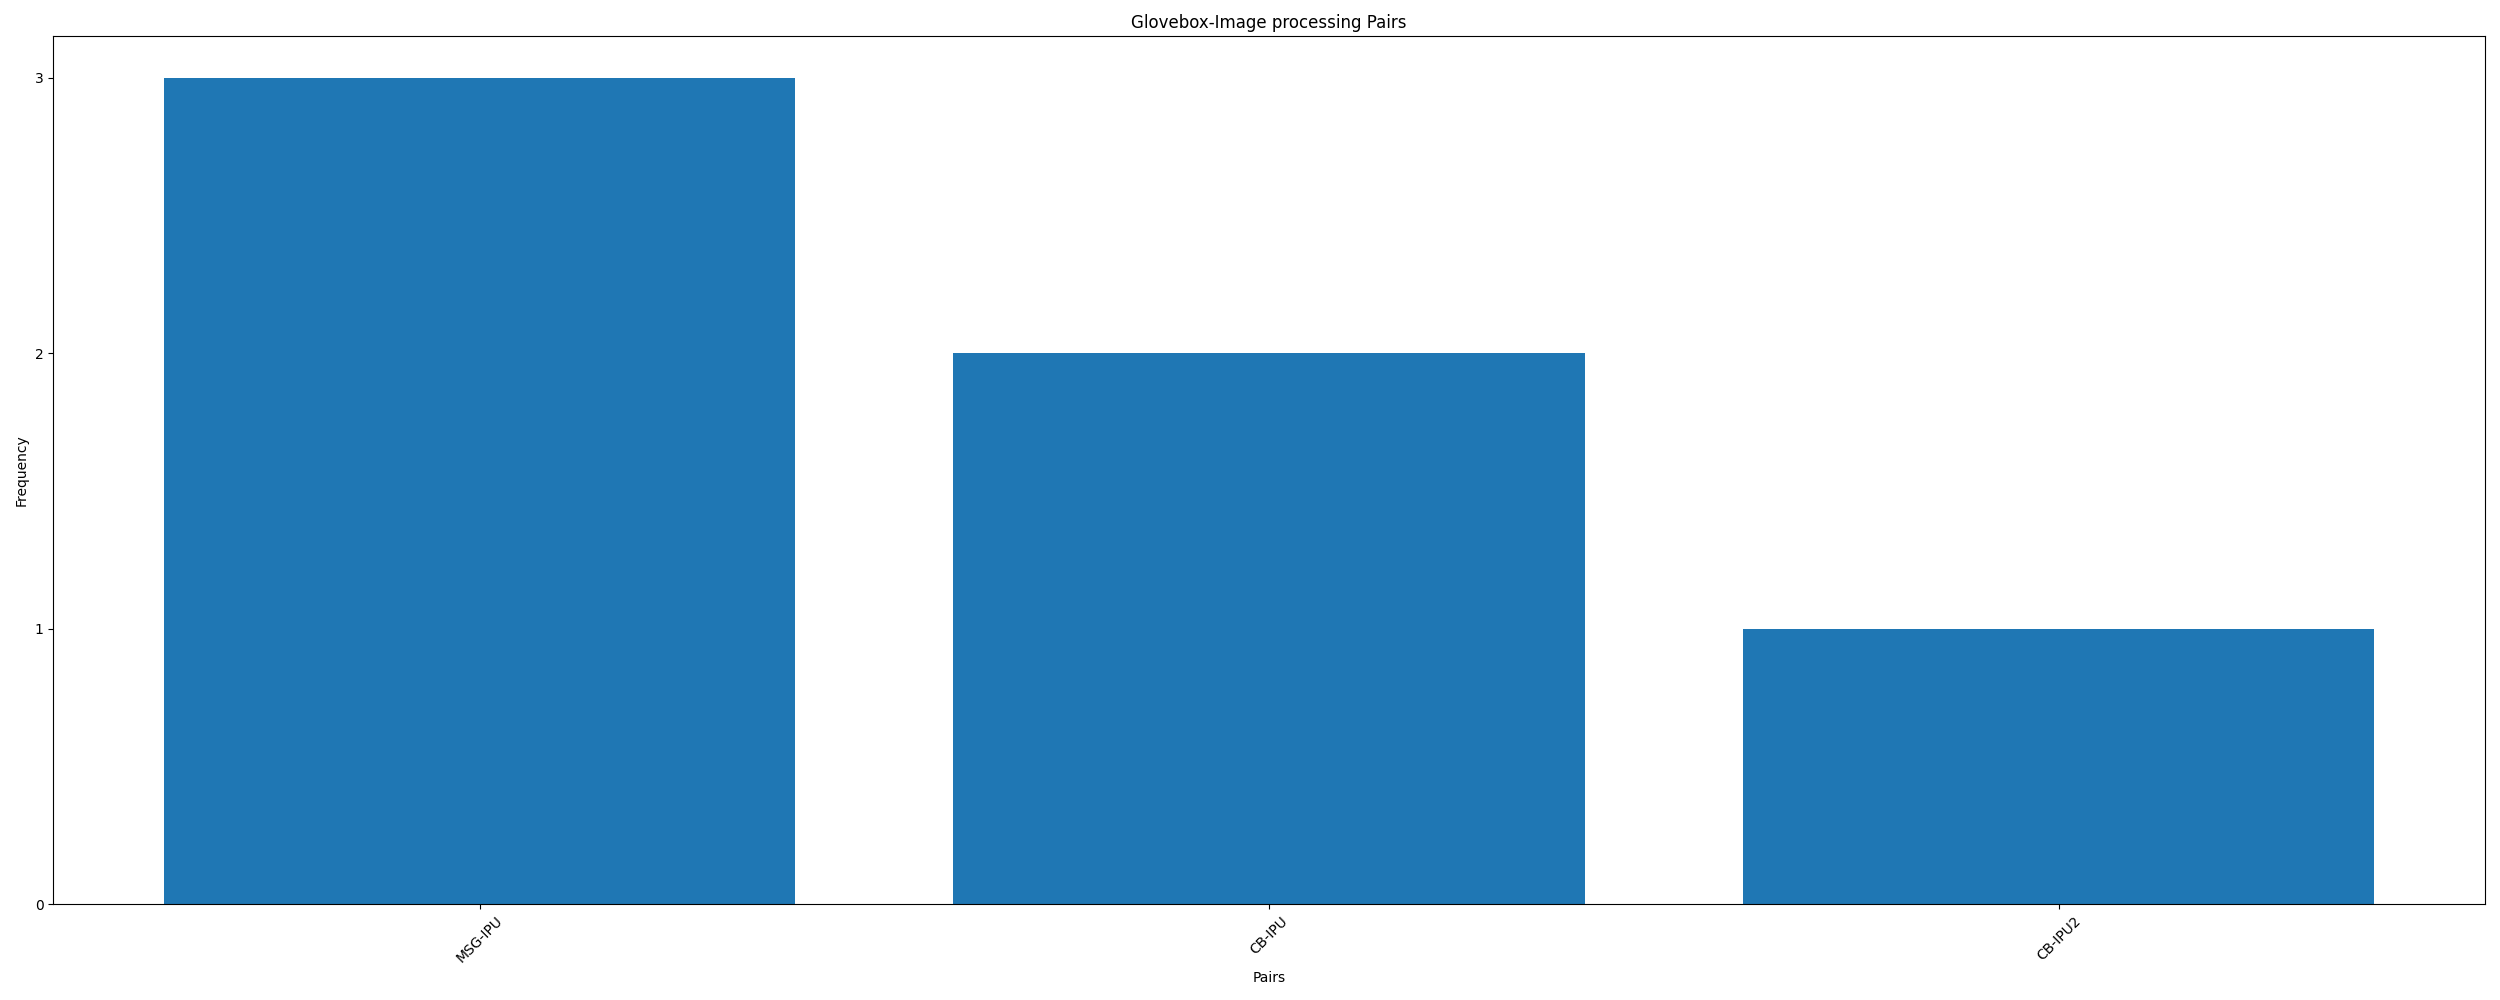 Glovebox-Image processing Pairs
Frequency
3
2
1
0
MSG-IPU
CB-IPU
CB-IPU2
Pairs